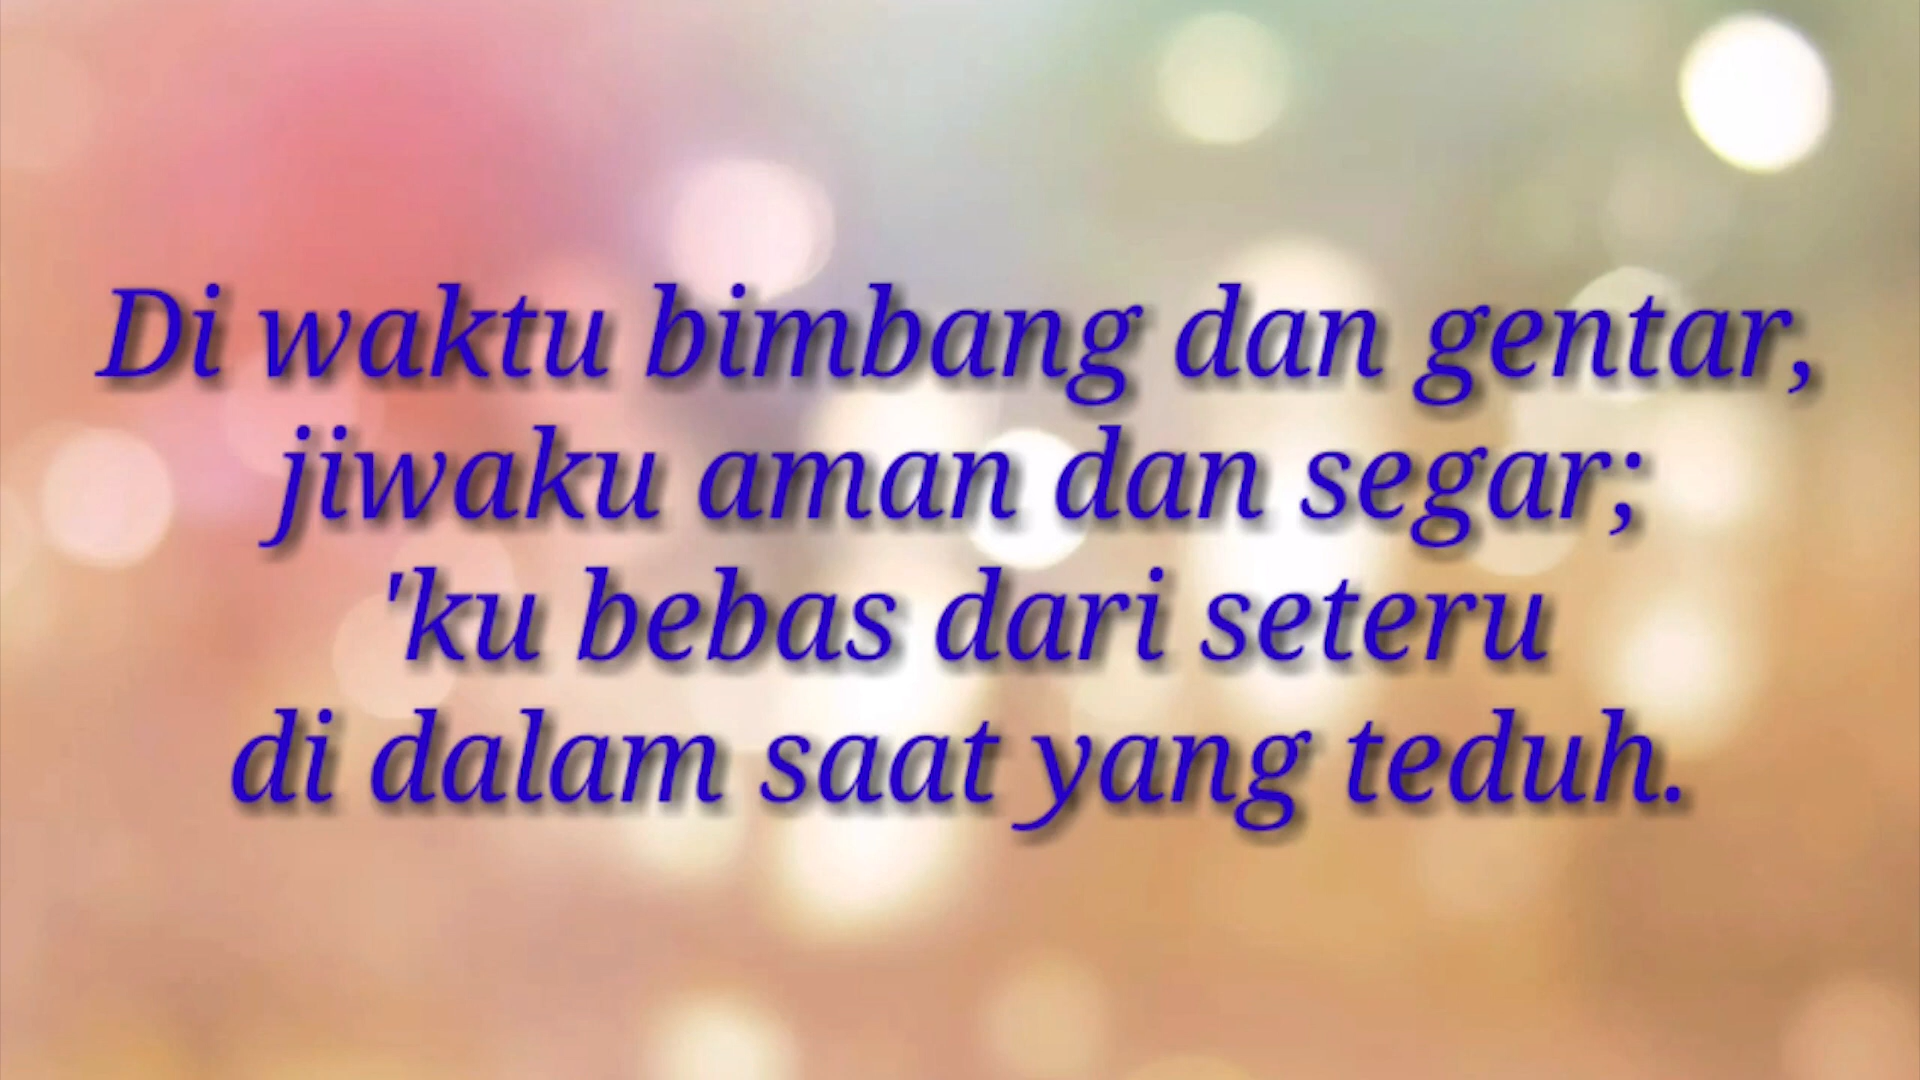 Di waktu bimbang dan gentar,
jiwaku aman dan segar;
'ku bebas dari seteru
di dalam saat yang teduh.